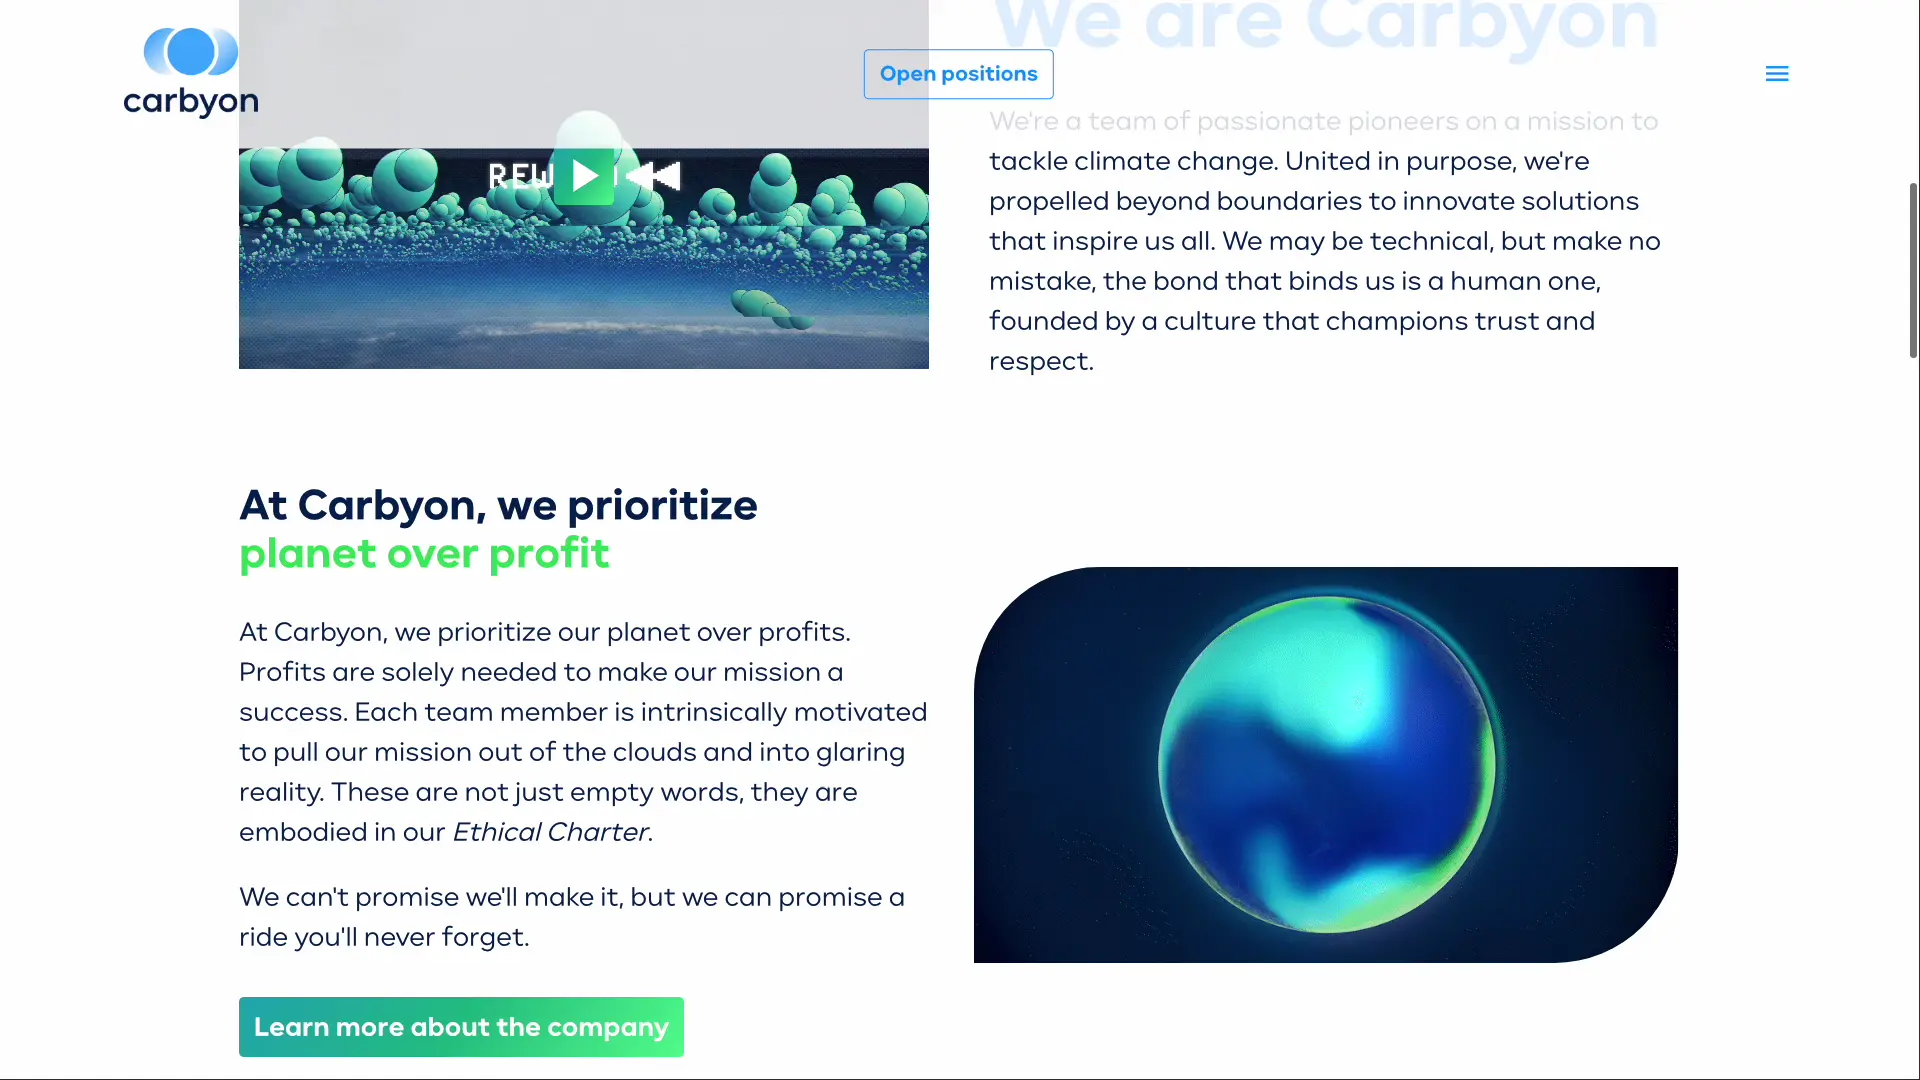 carbyon
Open positions
We are Carbyon
We're a team of passionate pioneers on a mission to
tackle climate change. United in purpose, we're
propelled beyond boundaries to innovate solutions
that inspire us all. We may be technical, but make no
mistake, the bond that binds us is a human one,
founded by a culture that champions trust and
respect.
At Carbyon, we prioritize
planet over profit
At Carbyon, we prioritize our planet over profits.
Profits are solely needed to make our mission a
success. Each team member is intrinsically motivated
to pull our mission out of the clouds and into glaring
reality. These are not just empty words, they are
embodied in our Ethical Charter.
We can't promise we'll make it, but we can promise a
ride you'll never forget.
Learn more about the company